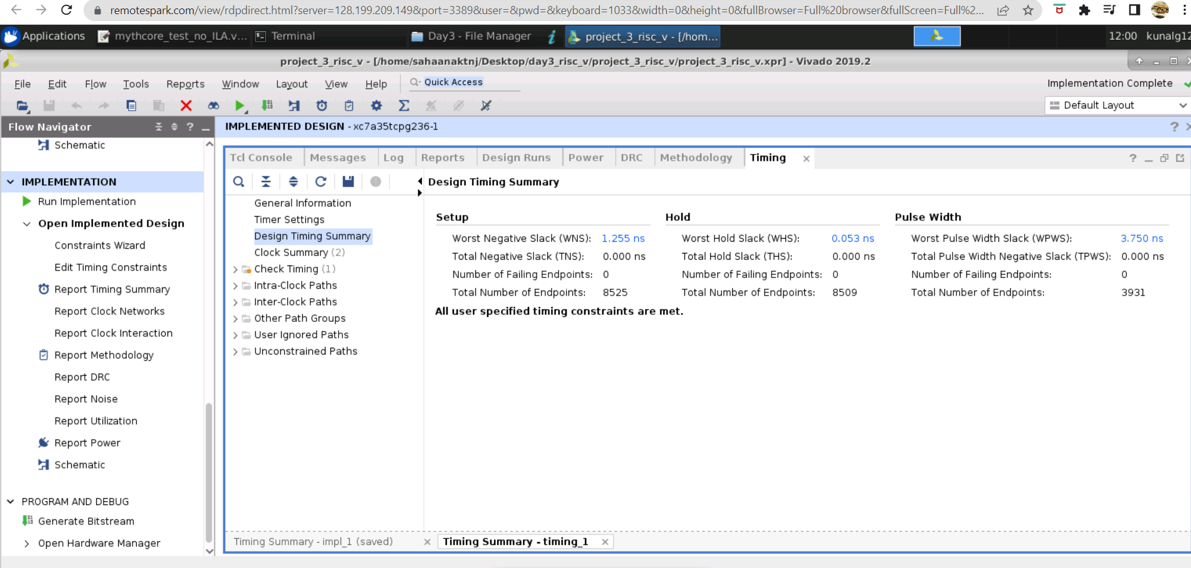 remotespark.com/view/rdpdirect.html?server=128.199.209.149&port=3389&user=&pwd=&keyboard=1033&width=0&height=0&fullBrowser=Full%20browser&fullScreen=Full%2...
Applications mythcore_test_no_ILA.v... Terminal Day3 - File Manager project_3_risc_v - [/hom... 12:00 kunalg12
project_3_risc_v - [/home/sahaanaktnj/Desktop/day3_risc_v/project_3_risc_v/project_3_risc_v.xpr] - Vivado 2019.2
File Edit Flow Tools Reports Window Layout View Help Quick Access Implementation Complete
Default Layout
Flow Navigator
IMPLEMENTED DESIGN - xc7a35tcpg236-1
Schematic
IMPLEMENTATION
Run Implementation
Open Implemented Design
Constraints Wizard
Edit Timing Constraints
Report Timing Summary
Report Clock Networks
Report Clock Interaction
Report Methodology
Report DRC
Report Noise
Report Utilization
Report Power
Schematic
PROGRAM AND DEBUG
Generate Bitstream
Open Hardware Manager
Tcl Console Messages Log Reports Design Runs Power DRC Methodology Timing
Design Timing Summary
General Information
Timer Settings
Design Timing Summary
Clock Summary (2)
Check Timing (1)
Intra-Clock Paths
Inter-Clock Paths
Other Path Groups
User Ignored Paths
Unconstrained Paths
Setup Hold Pulse Width
Worst Negative Slack (WNS): 1.255 ns Worst Hold Slack (WHS): 0.053 ns Worst Pulse Width Slack (WPWS): 3.750 ns
Total Negative Slack (TNS): 0.000 ns Total Hold Slack (THS): 0.000 ns Total Pulse Width Negative Slack (TPWS): 0.000 ns
Number of Failing Endpoints: 0 Number of Failing Endpoints: 0 Number of Failing Endpoints: 0
Total Number of Endpoints: 8525 Total Number of Endpoints: 8509 Total Number of Endpoints: 3931
All user specified timing constraints are met.
Timing Summary - impl_1 (saved) Timing Summary - timing_1